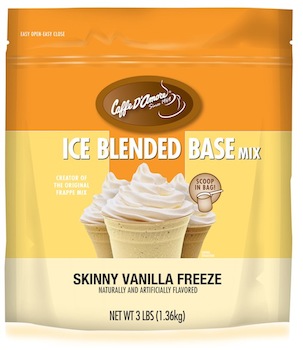 EASY OPEN·EASY CLOSE
Caffe D'Amore
Since 1968
ICE BLENDED BASE MIX
CREATOR OF
THE ORIGINAL
FRAPPE MIX
SCOOP
IN BAG!
SKINNY VANILLA FREEZE
NATURALLY AND ARTIFICIALLY FLAVORED
NET WT 3 LBS (1.36kg)